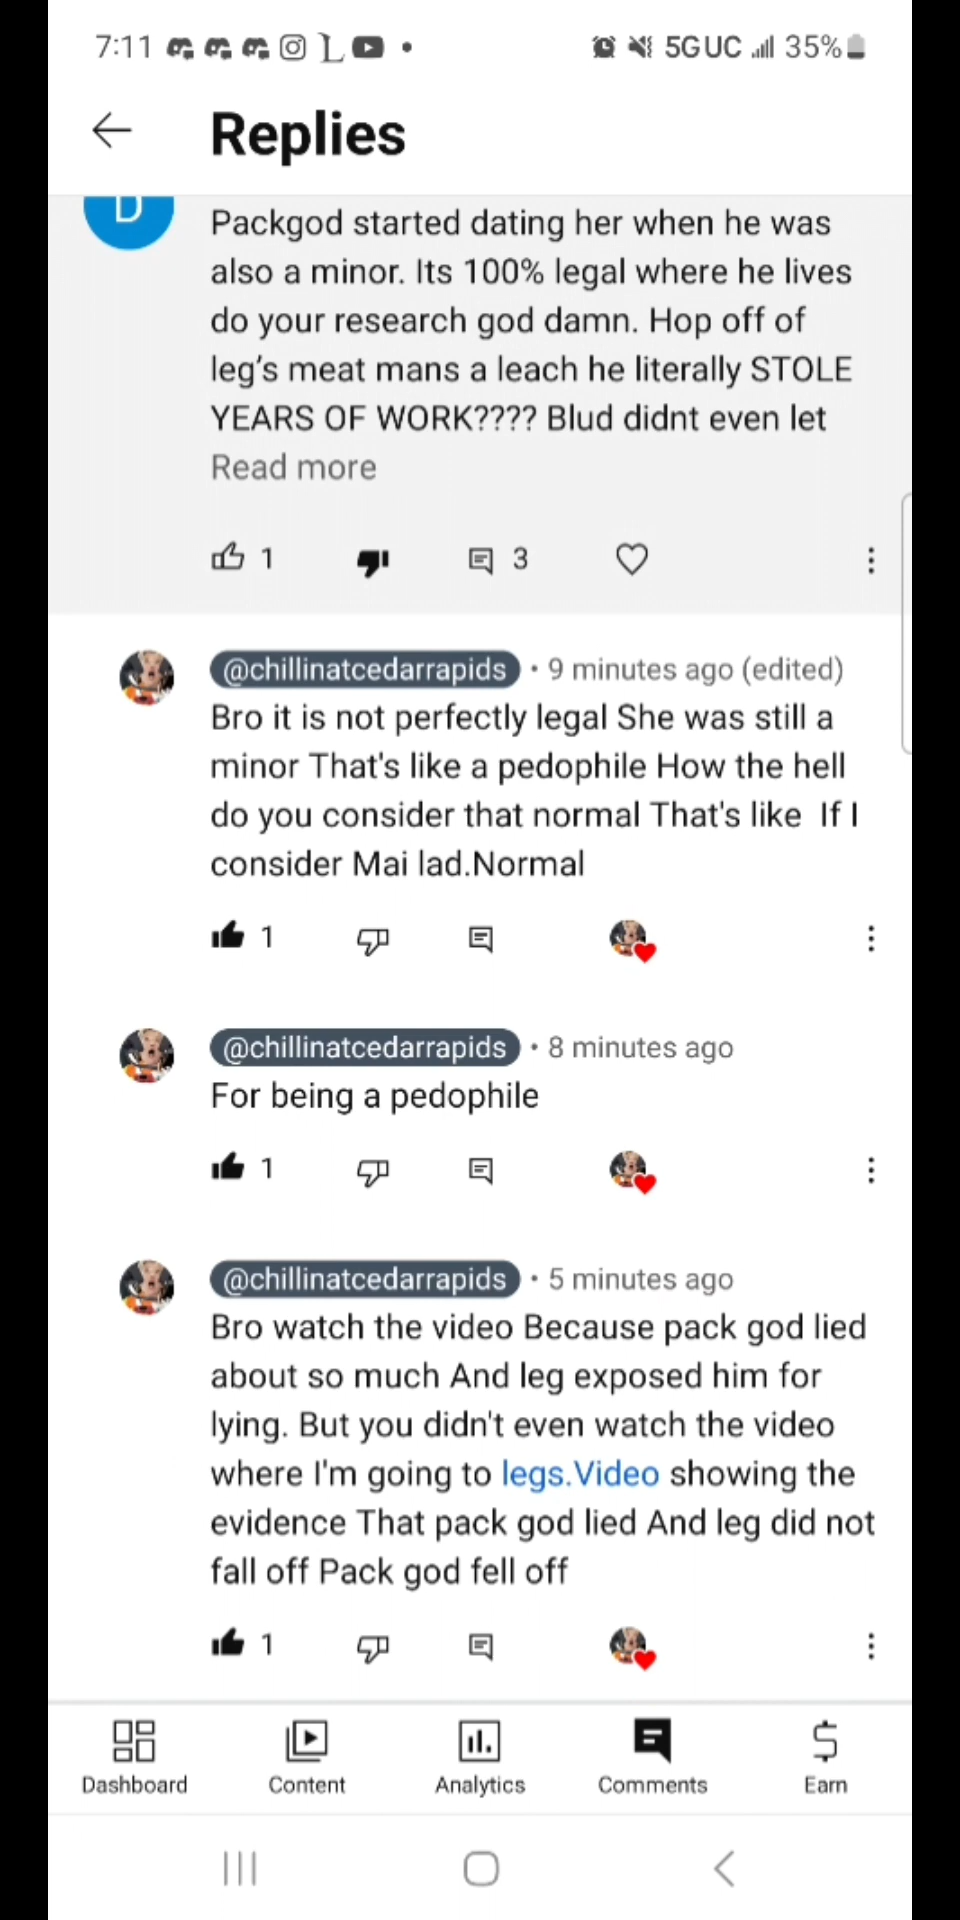 7:11 L 5G UC 35%
Replies
D
Packgod started dating her when he was
also a minor. Its 100% legal where he lives
do your research god damn. Hop off of
leg's meat mans a leach he literally STOLE
YEARS OF WORK???? Blud didnt even let
Read more
1 3
@chillinatcedarrapids • 9 minutes ago (edited)
Bro it is not perfectly legal She was still a
minor That's like a pedophile How the hell
do you consider that normal That's like If I
consider Mai lad.Normal
1
@chillinatcedarrapids • 8 minutes ago
For being a pedophile
1
@chillinatcedarrapids • 5 minutes ago
Bro watch the video Because pack god lied
about so much And leg exposed him for
lying. But you didn't even watch the video
where I'm going to legs.Video showing the
evidence That pack god lied And leg did not
fall off Pack god fell off
1
Dashboard Content Analytics Comments Earn